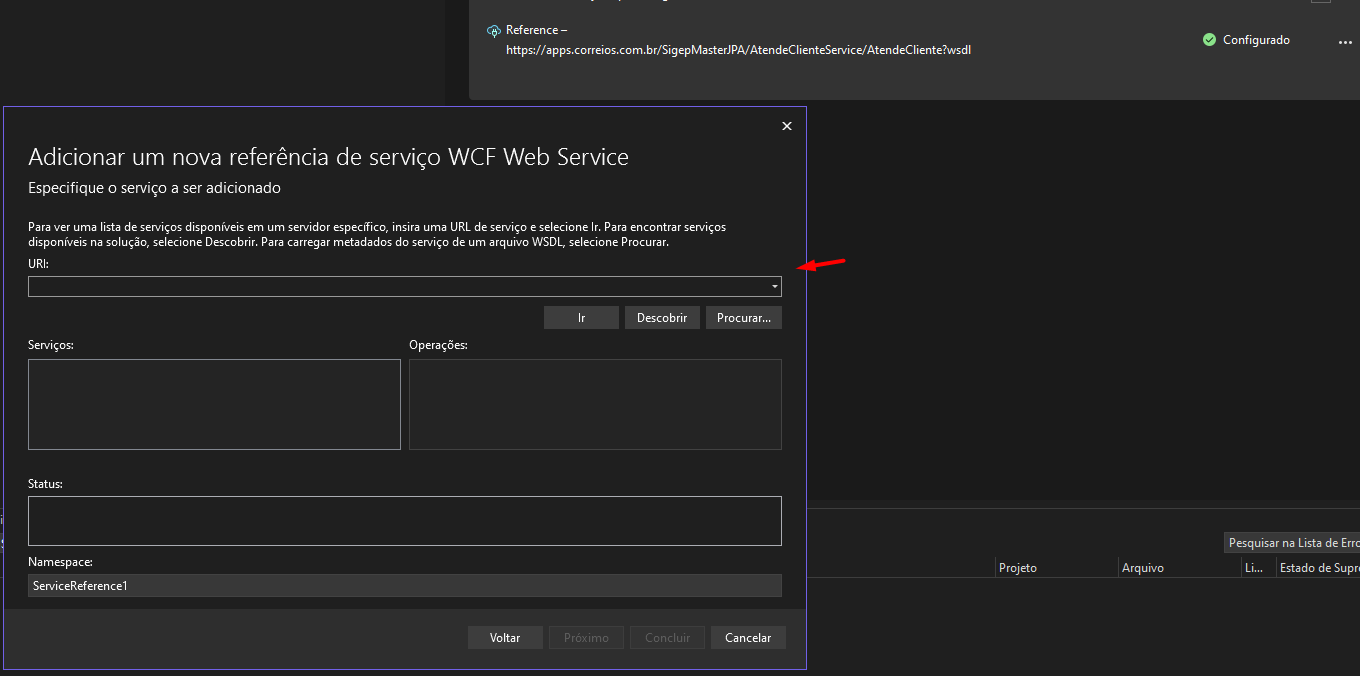 Reference –
https://apps.correios.com.br/SigepMasterJPA/AtendeClienteService/AtendeCliente?wsdl
Configurado
...
Adicionar um nova referência de serviço WCF Web Service
Especifique o serviço a ser adicionado
Para ver uma lista de serviços disponíveis em um servidor específico, insira uma URL de serviço e selecione Ir. Para encontrar serviços
disponíveis na solução, selecione Descobrir. Para carregar metadados do serviço de um arquivo WSDL, selecione Procurar.
URI:
Ir Descobrir Procurar...
Serviços: Operações:
Status:
Namespace:
ServiceReference1
Voltar Próximo Concluir Cancelar
Pesquisar na Lista de Erro
Projeto Arquivo Li... Estado de Supre